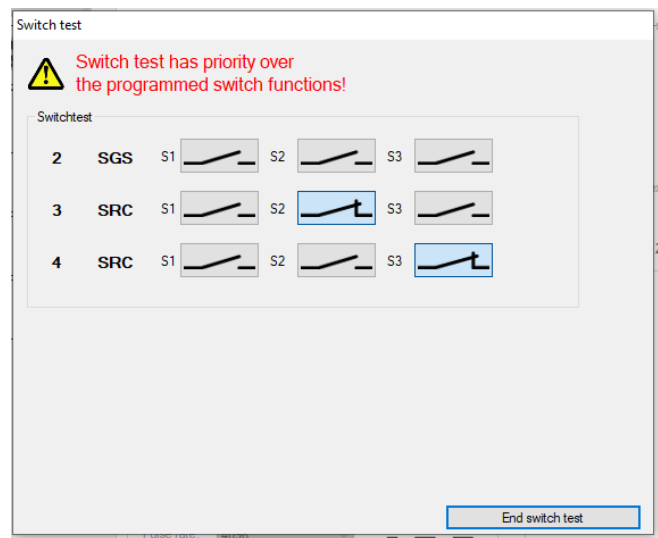 Switch test
Switch test has priority over
the programmed switch functions!
Switchtest
2 SGS S1 S2 S3
3 SRC S1 S2 S3
4 SRC S1 S2 S3
End switch test